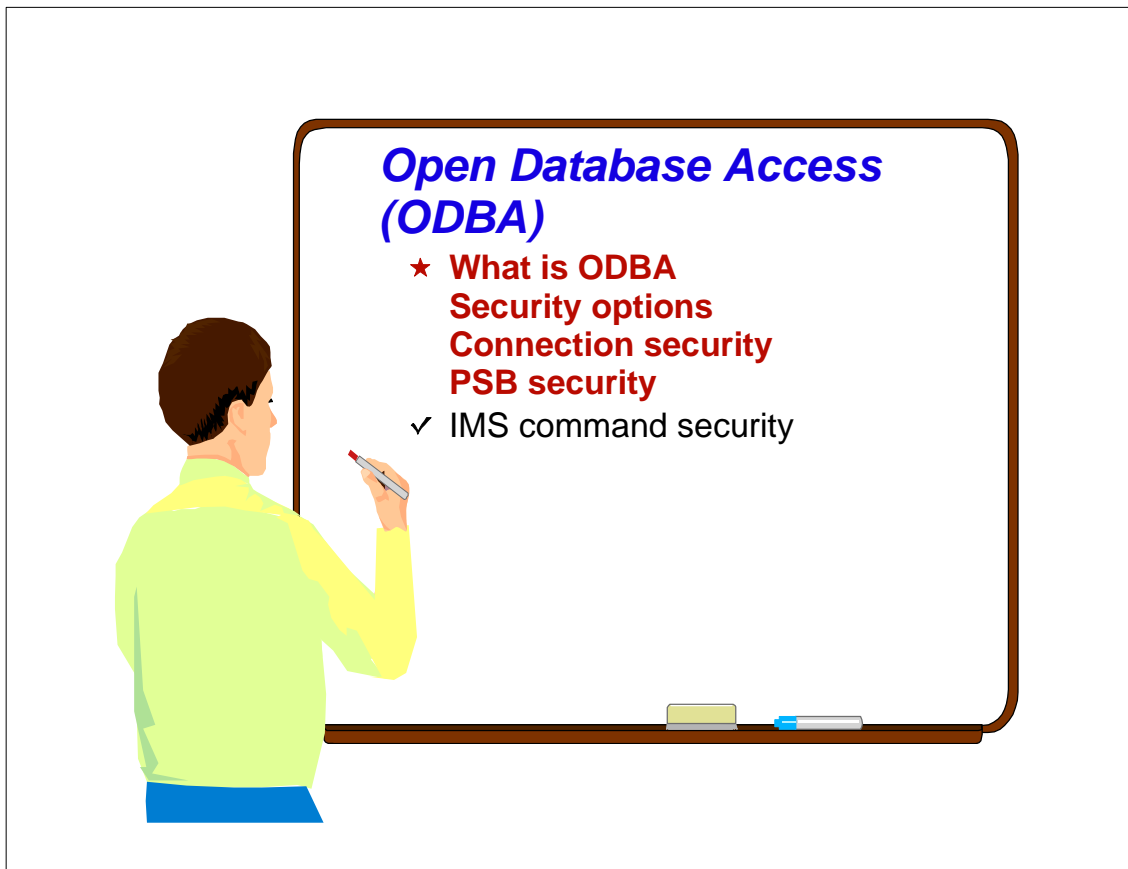 Open Database Access
(ODBA)
★ What is ODBA
Security options
Connection security
PSB security
✓ IMS command security